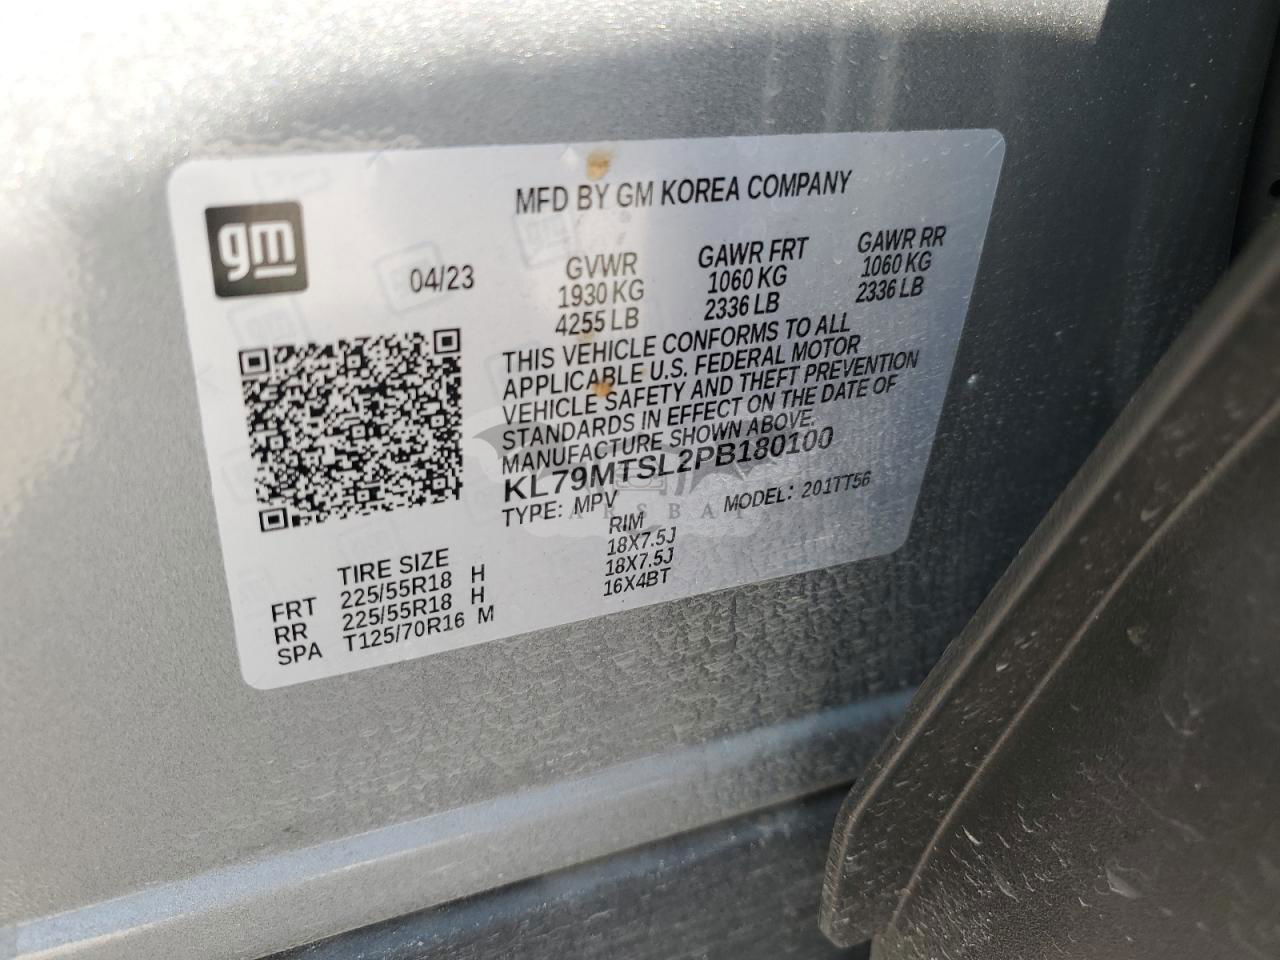 gm
MFD BY GM KOREA COMPANY
04/23
GVWR
1930 KG
4255 LB
GAWR FRT
1060 KG
2336 LB
GAWR RR
1060 KG
2336 LB
THIS VEHICLE CONFORMS TO ALL
APPLICABLE U.S. FEDERAL MOTOR
VEHICLE SAFETY AND THEFT PREVENTION
STANDARDS IN EFFECT ON THE DATE OF
MANUFACTURE SHOWN ABOVE.
KL79MTSL2PB180100
TYPE: MPV MODEL: 201TT56
TIRE SIZE RIM
FRT 225/55R18 H 18X7.5J
RR 225/55R18 H 18X7.5J
SPA T125/70R16 M 16X4BT